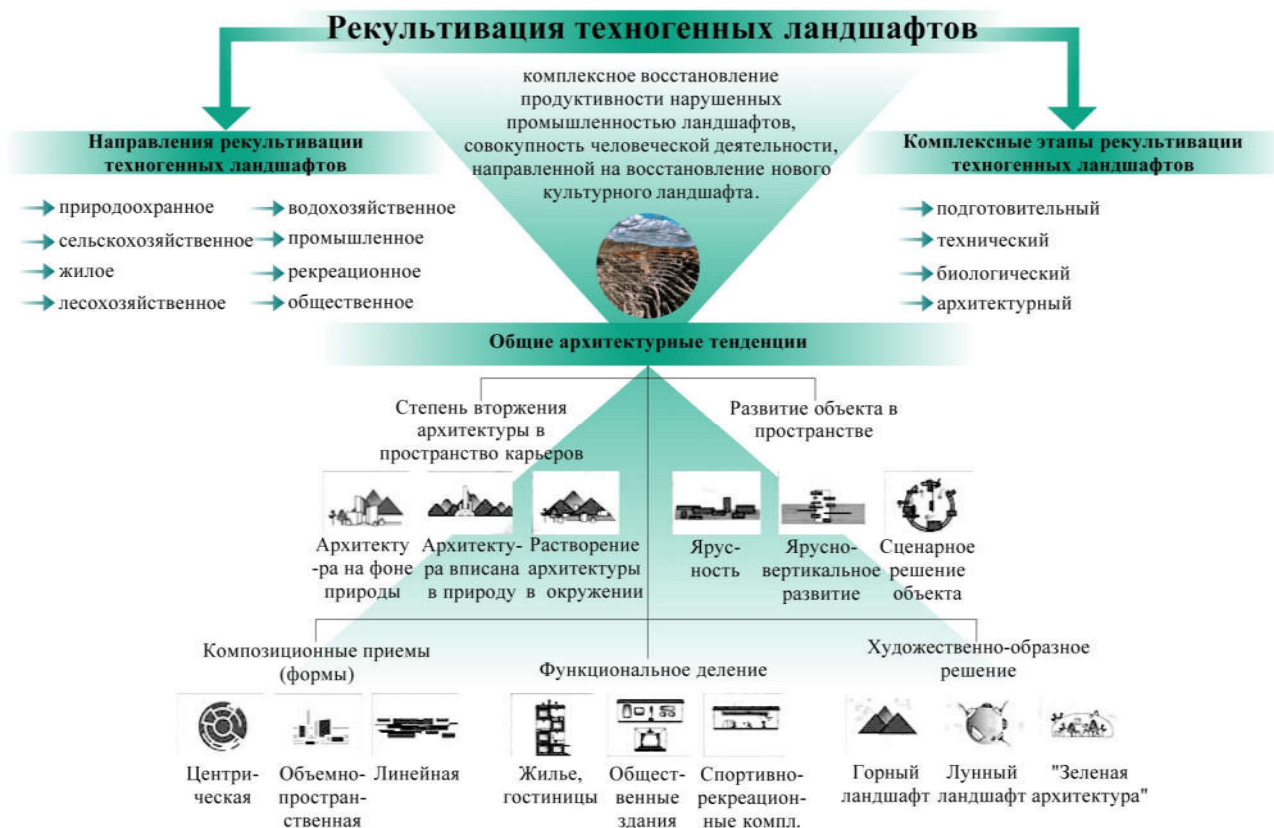 Рекультивация техногенных ландшафтов
комплексное восстановление
продуктивности нарушенных
промышленностью ландшафтов,
совокупность человеческой деятельности,
направленной на восстановление нового
культурного ландшафта.
Направления рекультивации
техногенных ландшафтов
природоохранное
сельскохозяйственное
жилое
лесохозяйственное
водохозяйственное
промышленное
рекреационное
общественное
Комплексные этапы рекультивации
техногенных ландшафтов
подготовительный
технический
биологический
архитектурный
Общие архитектурные тенденции
Степень вторжения
архитектуры в
пространство карьеров
Архитекту
-ра на фоне
природы
Архитекту-
ра вписана
в природу
Растворение
архитектуры
в окружении
Развитие объекта в
пространстве
Ярус-
ность
Ярусно-
вертикальное
развитие
Сценарное
решение
объекта
Композиционные приемы
(формы)
Центри-
ческая
Объемно-
простран-
ственная
Линейная
Функциональное деление
Жилье,
гостиницы
Общест-
венные
здания
Спортивно-
рекреацион-
ные компл.
Художественно-образное
решение
Горный
ландшафт
Лунный
ландшафт
"Зеленая
архитектура"